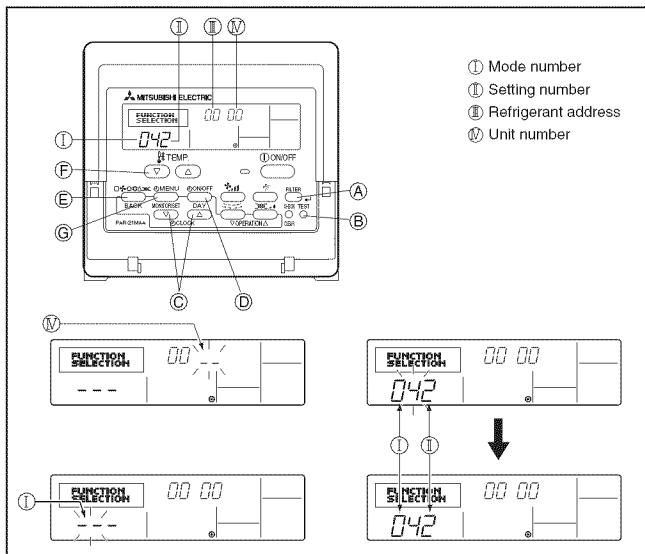 Ⅱ Ⅲ Ⅳ
Ⓘ Mode number
Ⅱ Setting number
Ⅲ Refrigerant address
Ⅳ Unit number
MITSUBISHI ELECTRIC
FUNCTION
SELECTION
00 00
Ⓘ
042
TEMP.
ON/OFF
Ⓕ
MENU ON/OFF
FILTER
Ⓐ
Ⓔ
BACK MONITOR/SET DAY
CHECK TEST
Ⓑ
Ⓖ
PAR-21MAA
CLOCK
OPERATION
CLEAR
Ⓒ Ⓓ
Ⅳ
FUNCTION
SELECTION
00 --
---
FUNCTION
SELECTION
00 00
042
Ⓘ Ⅱ
Ⓘ
FUNCTION
SELECTION
00 00
---
FUNCTION
SELECTION
00 00
042